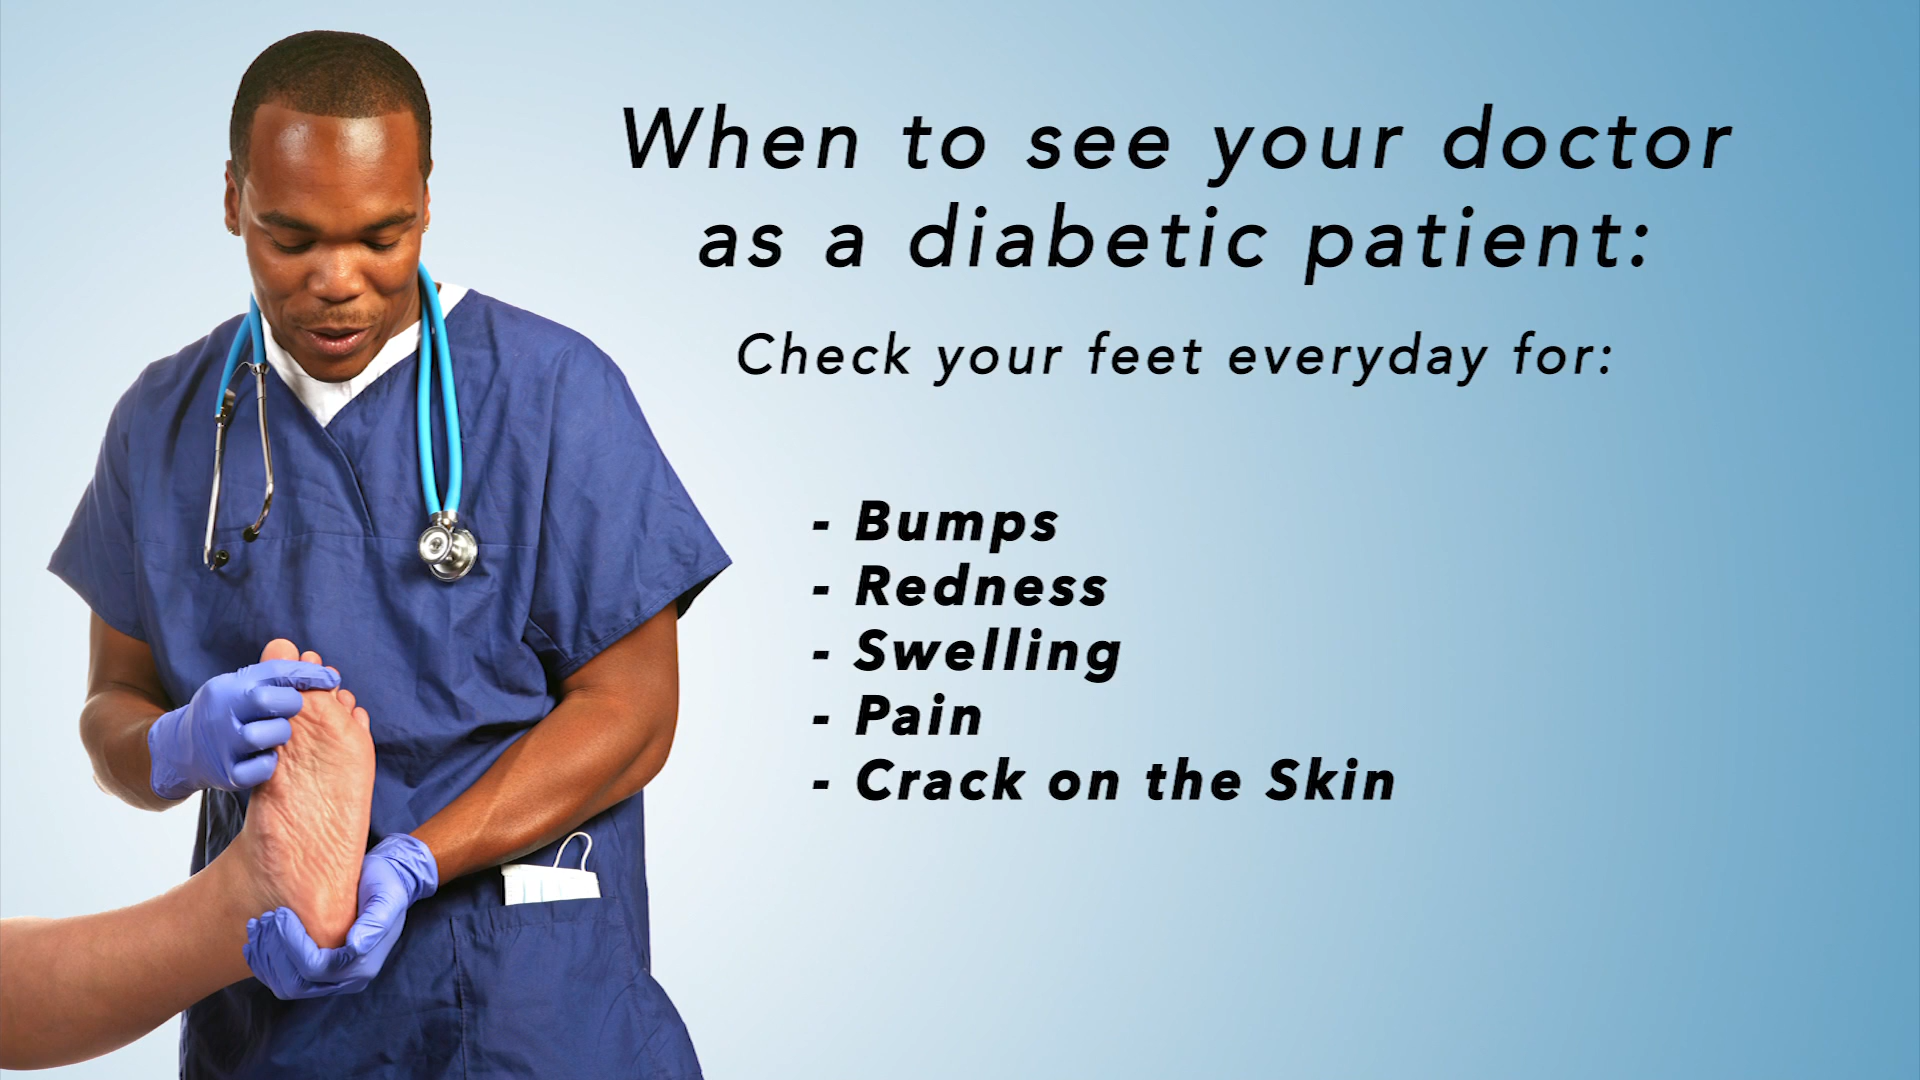 When to see your doctor
as a diabetic patient:
Check your feet everyday for:
- Bumps
- Redness
- Swelling
- Pain
- Crack on the Skin